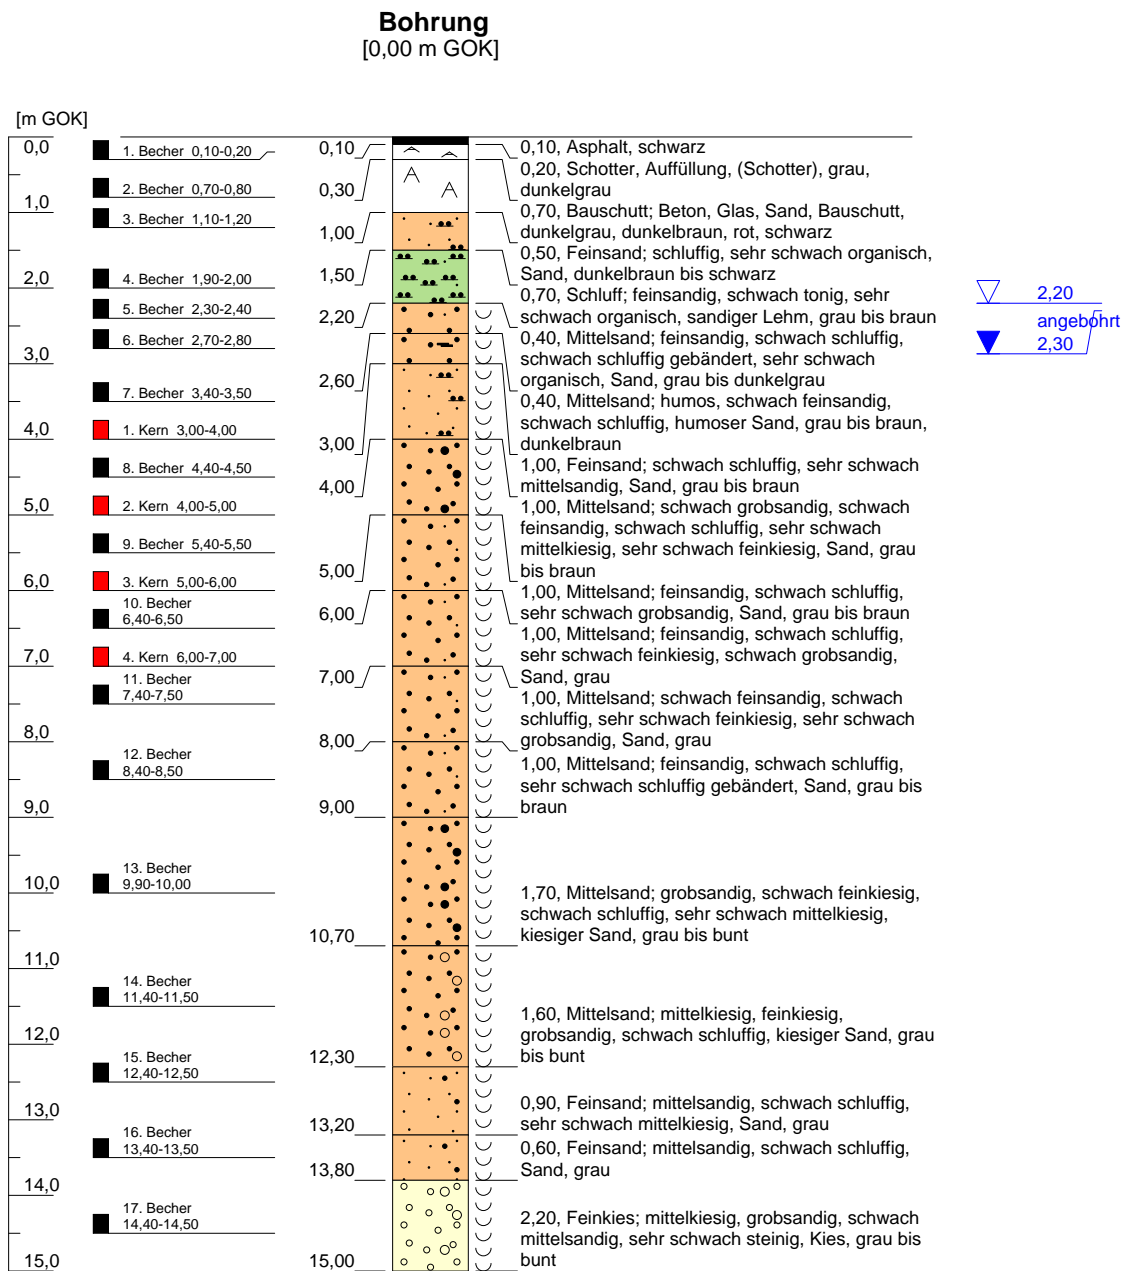 Bohrung
[0,00 m GOK]
[m GOK]
0,0
1,0
2,0
3,0
4,0
5,0
6,0
7,0
8,0
9,0
10,0
11,0
12,0
13,0
14,0
15,0
1. Becher 0,10-0,20
2. Becher 0,70-0,80
3. Becher 1,10-1,20
4. Becher 1,90-2,00
5. Becher 2,30-2,40
6. Becher 2,70-2,80
7. Becher 3,40-3,50
1. Kern 3,00-4,00
8. Becher 4,40-4,50
2. Kern 4,00-5,00
9. Becher 5,40-5,50
3. Kern 5,00-6,00
10. Becher
6,40-6,50
4. Kern 6,00-7,00
11. Becher
7,40-7,50
12. Becher
8,40-8,50
13. Becher
9,90-10,00
14. Becher
11,40-11,50
15. Becher
12,40-12,50
16. Becher
13,40-13,50
17. Becher
14,40-14,50
0,10
0,30
1,00
1,50
2,20
2,60
3,00
4,00
5,00
6,00
7,00
8,00
9,00
10,70
12,30
13,20
13,80
15,00
0,10, Asphalt, schwarz
0,20, Schotter, Auffüllung, (Schotter), grau,
dunkelgrau
0,70, Bauschutt; Beton, Glas, Sand, Bauschutt,
dunkelgrau, dunkelbraun, rot, schwarz
0,50, Feinsand; schluffig, sehr schwach organisch,
Sand, dunkelbraun bis schwarz
0,70, Schluff; feinsandig, schwach tonig, sehr
schwach organisch, sandiger Lehm, grau bis braun
0,40, Mittelsand; feinsandig, schwach schluffig,
schwach schluffig gebändert, sehr schwach
organisch, Sand, grau bis dunkelgrau
0,40, Mittelsand; humos, schwach feinsandig,
schwach schluffig, humoser Sand, grau bis braun,
dunkelbraun
1,00, Feinsand; schwach schluffig, sehr schwach
mittelsandig, Sand, grau bis braun
1,00, Mittelsand; schwach grobsandig, schwach
feinsandig, schwach schluffig, sehr schwach
mittelkiesig, sehr schwach feinkiesig, Sand, grau
bis braun
1,00, Mittelsand; feinsandig, schwach schluffig,
sehr schwach grobsandig, Sand, grau bis braun
1,00, Mittelsand; feinsandig, schwach schluffig,
sehr schwach feinkiesig, schwach grobsandig,
Sand, grau
1,00, Mittelsand; schwach feinsandig, schwach
schluffig, sehr schwach feinkiesig, sehr schwach
grobsandig, Sand, grau
1,00, Mittelsand; feinsandig, schwach schluffig,
sehr schwach schluffig gebändert, Sand, grau bis
braun
1,70, Mittelsand; grobsandig, schwach feinkiesig,
schwach schluffig, sehr schwach mittelkiesig,
kiesiger Sand, grau bis bunt
1,60, Mittelsand; mittelkiesig, feinkiesig,
grobsandig, schwach schluffig, kiesiger Sand, grau
bis bunt
0,90, Feinsand; mittelsandig, schwach schluffig,
sehr schwach mittelkiesig, Sand, grau
0,60, Feinsand; mittelsandig, schwach schluffig,
Sand, grau
2,20, Feinkies; mittelkiesig, grobsandig, schwach
mittelsandig, sehr schwach steinig, Kies, grau bis
bunt
2,20
angebohrt
2,30